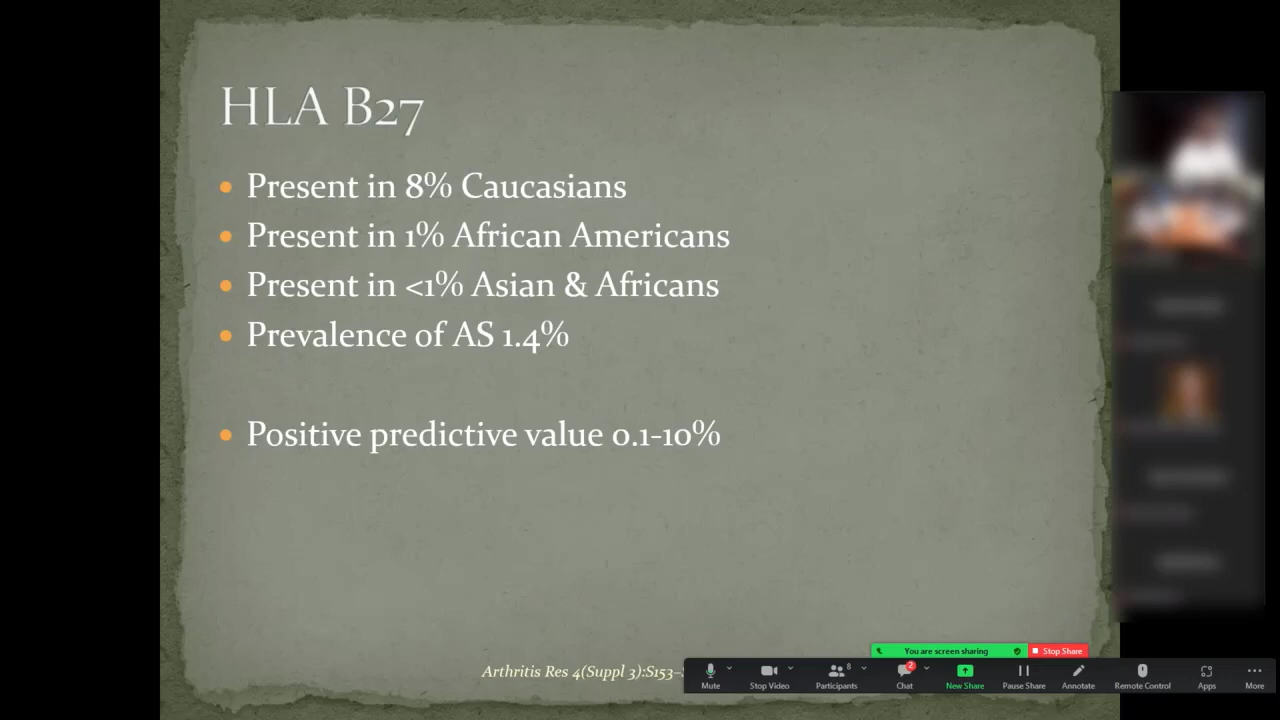 HLA B27
• Present in 8% Caucasians
• Present in 1% African Americans
• Present in <1% Asian & Africans
• Prevalence of AS 1.4%
• Positive predictive value 0.1-10%
Arthritis Res 4(Suppl 3):S153–
You are screen sharing
Stop Share
Mute
Stop Video
8
Participants
2
Chat
New Share
Pause Share
Annotate
Remote Control
Apps
More